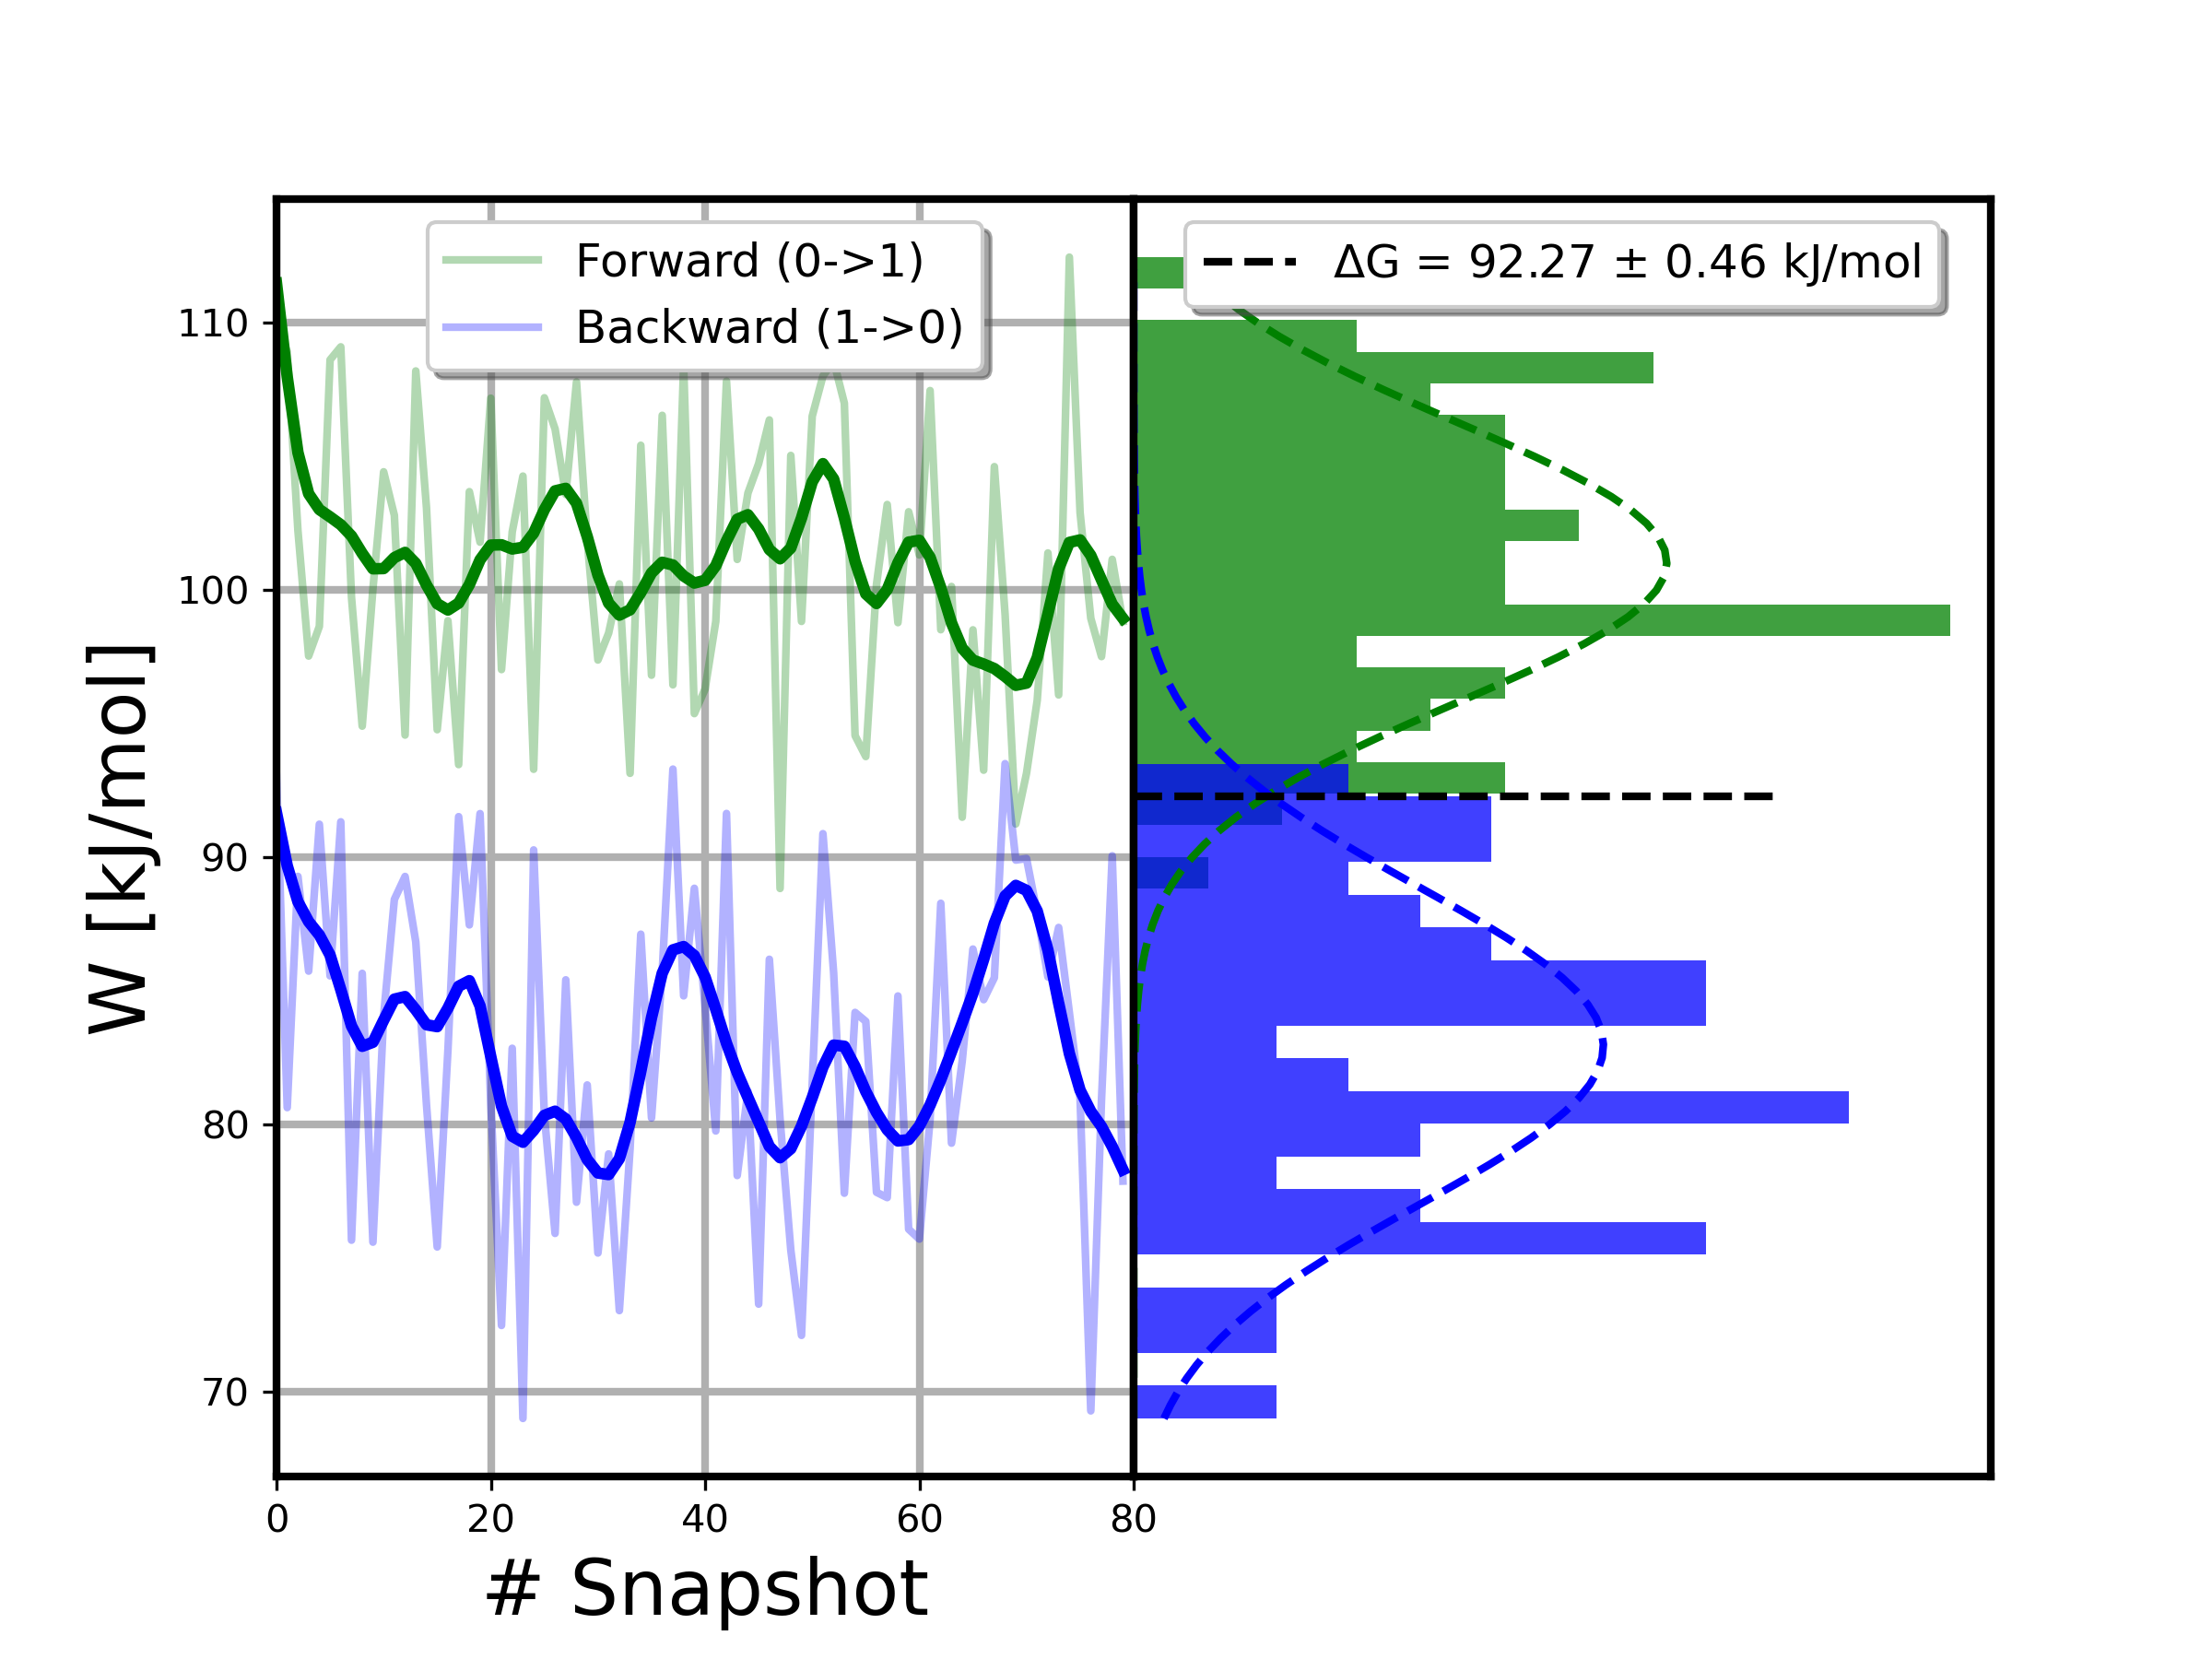 Forward (0->1)
Backward (1->0)
ΔG = 92.27 ± 0.46 kJ/mol
110
100
90
80
70
W [kJ/mol]
0 20 40 60 80
# Snapshot